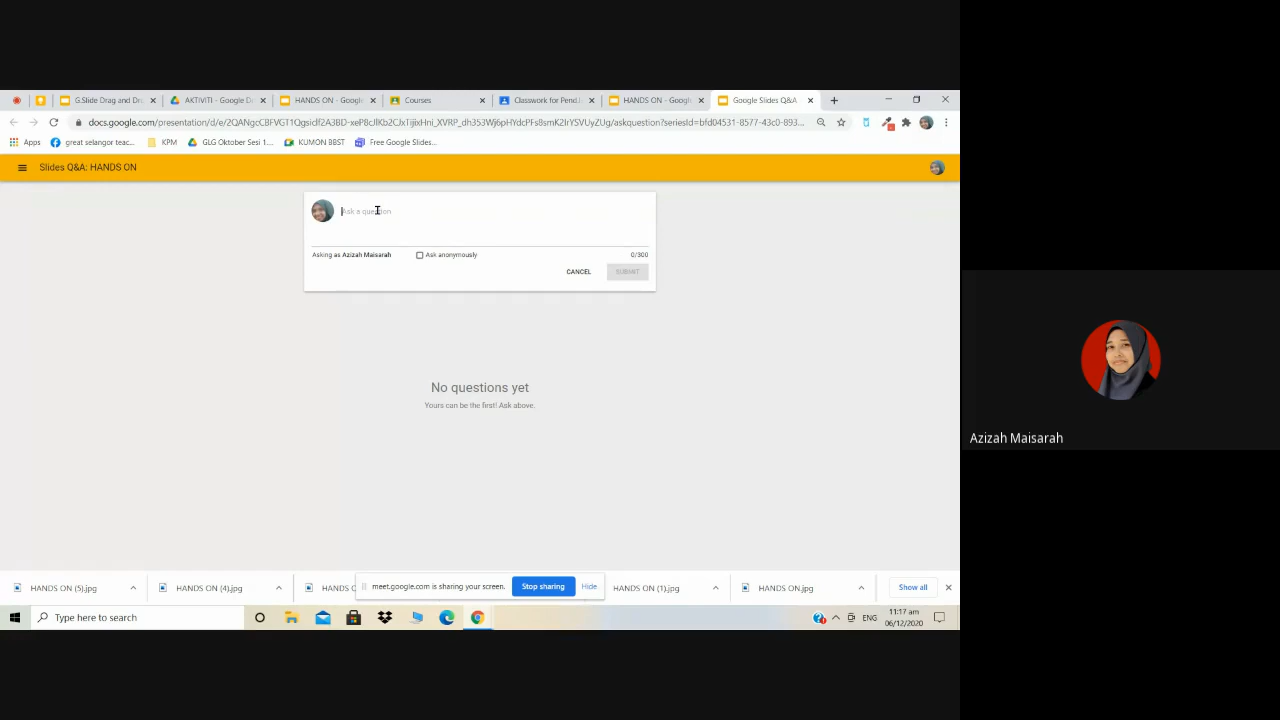 G.Slide Drag and Dro
AKTIVITI - Google D
HANDS ON - Google
Courses
Classwork for Pend.I
HANDS ON - Google
Google Slides Q&A
Apps
great selangor teac...
KPM
GLG Oktober Sesi 1...
KUMON BBST
Free Google Slides...
Slides Q&A: HANDS ON
Ask a question
Asking as Azizah Maisarah
Ask anonymously
0/300
CANCEL
SUBMIT
No questions yet
Yours can be the first! Ask above.
Azizah Maisarah
HANDS ON (5).jpg
HANDS ON (4).jpg
HANDS O
meet.google.com is sharing your screen.
Stop sharing
Hide
HANDS ON (1).jpg
HANDS ON.jpg
Show all
Type here to search
ENG
11:17 am
06/12/2020